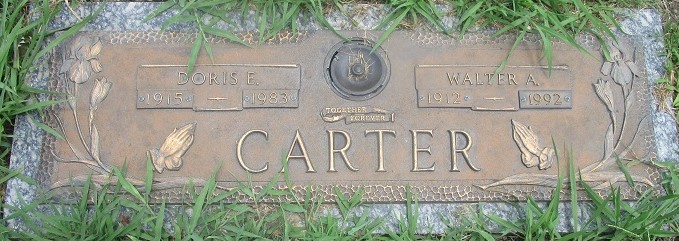 DORIS E.
1915 — 1983
WALTER A.
1912 — 1992
TOGETHER
FOREVER
CARTER